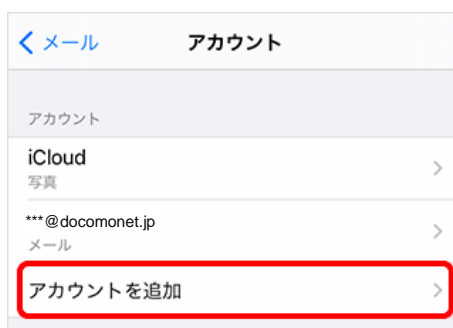 メール アカウント
アカウント
iCloud
写真
***@docomonet.jp
メール
アカウントを追加